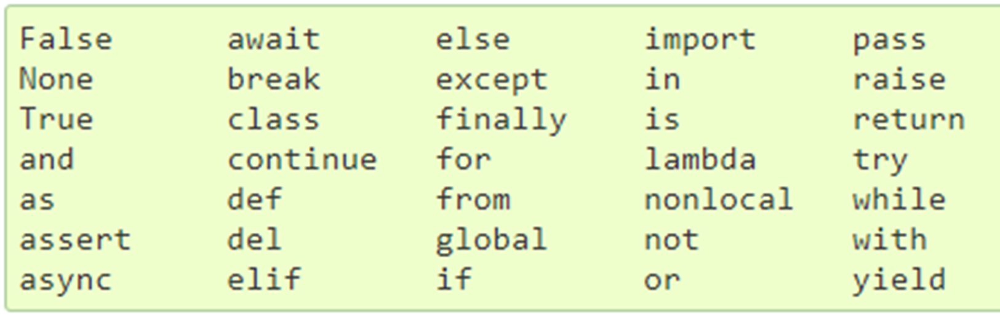 False await else import pass
None break except in raise
True class finally is return
and continue for lambda try
as def from nonlocal while
assert del global not with
async elif if or yield